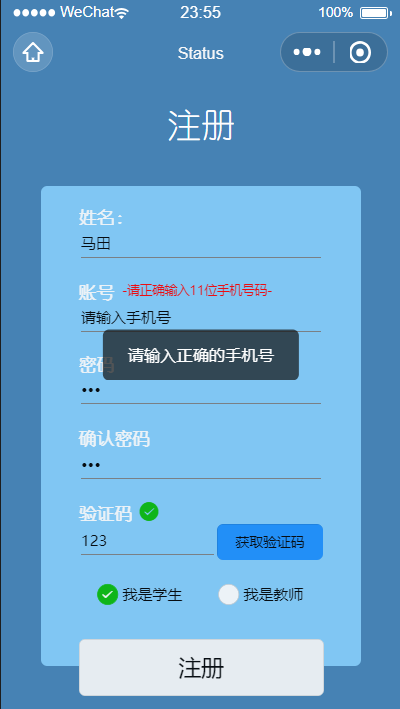 WeChat 23:55 100%
Status
注册
姓名：
马田
账号 -请正确输入11位手机号码-
请输入手机号
请输入正确的手机号
密码
•••
确认密码
•••
验证码
123 获取验证码
我是学生 我是教师
注册